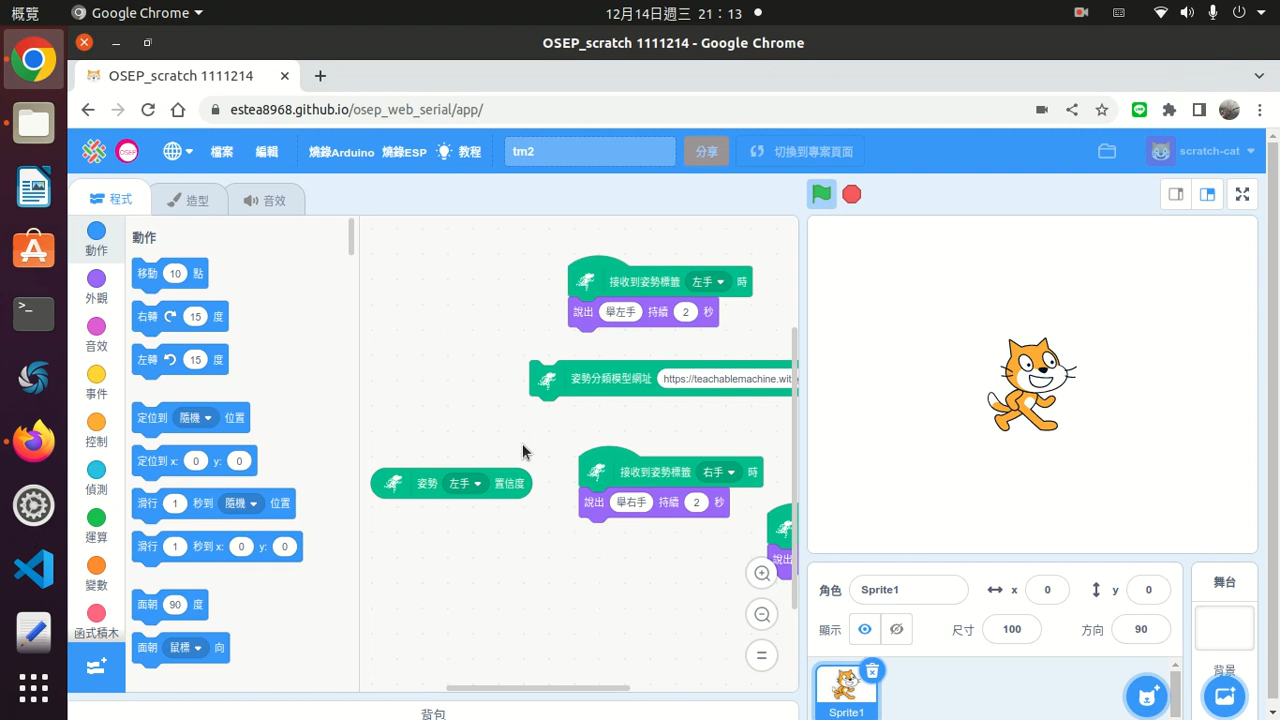 概覽
Google Chrome
12月14日週三 21：13
OSEP_scratch 1111214 - Google Chrome
OSEP_scratch 1111214
estea8968.github.io/osep_web_serial/app/
OSEP
檔案
編輯
燒錄Arduino
燒錄ESP
教程
tm2
分享
切換到專案頁面
scratch-cat
程式
造型
音效
動作
外觀
音效
事件
控制
偵測
運算
變數
函式積木
動作
移動 10 點
右轉 15 度
左轉 15 度
定位到 隨機 位置
定位到 x: 0 y: 0
滑行 1 秒到 隨機 位置
滑行 1 秒到 x: 0 y: 0
面朝 90 度
面朝 鼠標 向
接收到姿勢標籤 左手 時
說出 舉左手 持續 2 秒
姿勢分類模型網址 https://teachablemachine.wit
接收到姿勢標籤 右手 時
說出 舉右手 持續 2 秒
姿勢 左手 置信度
說出
背包
角色 Sprite1 x 0 y 0
顯示 尺寸 100 方向 90
Sprite1
舞台
背景